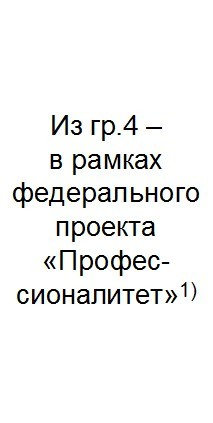 Из гр.4 –
в рамках
федерального
проекта
«Профес-
сионалитет»1)